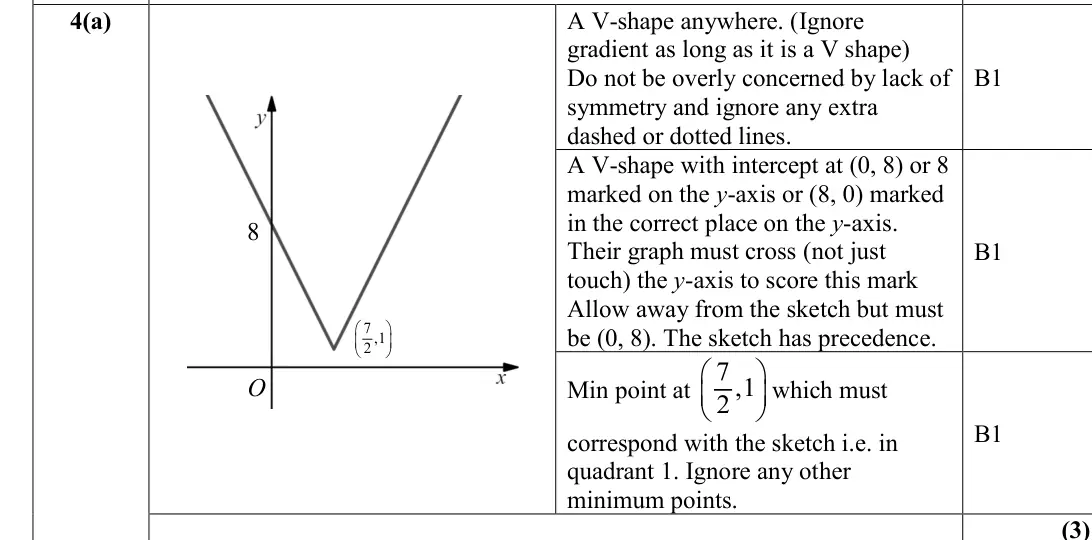 4(a)
A V-shape anywhere. (Ignore
gradient as long as it is a V shape)
Do not be overly concerned by lack of
symmetry and ignore any extra
dashed or dotted lines.
B1
y
8
(7/2,1)
O
x
A V-shape with intercept at (0, 8) or 8
marked on the y-axis or (8, 0) marked
in the correct place on the y-axis.
Their graph must cross (not just
touch) the y-axis to score this mark
Allow away from the sketch but must
be (0, 8). The sketch has precedence.
B1
Min point at (7/2,1) which must
correspond with the sketch i.e. in
quadrant 1. Ignore any other
minimum points.
B1
(3)